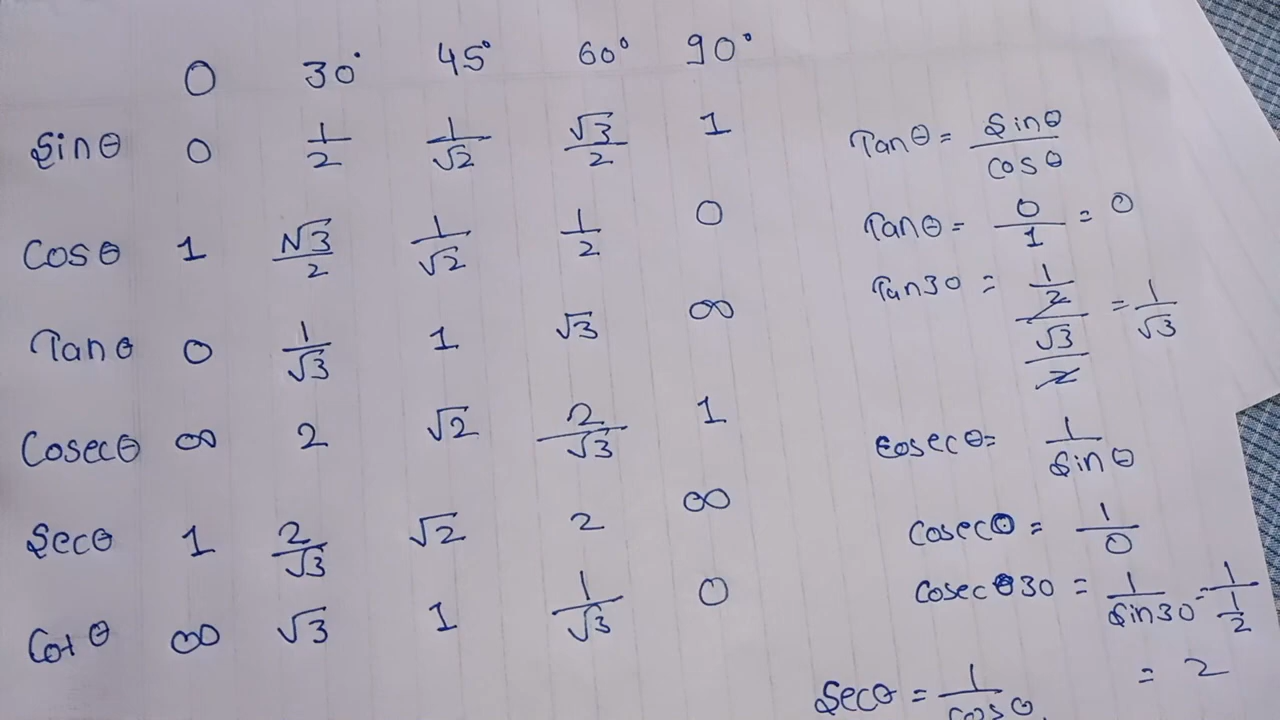 0 30° 45° 60° 90°
Sinθ 0 1/2 1/√2 √3/2 1
Cosθ 1 √3/2 1/√2 1/2 0
Tanθ 0 1/√3 1 √3 ∞
Cosecθ ∞ 2 √2 2/√3 1
Secθ 1 2/√3 √2 2 ∞
Cotθ ∞ √3 1 1/√3 0
Tanθ = Sinθ/cosθ
Tanθ = 0/1 = 0
Tan30 = (1/2)/(√3/2) = 1/√3
cosecθ = 1/Sinθ
cosecθ = 1/0
cosecθ30 = 1/Sin30 = 1/(1/2)
= 2
Secθ = 1/cosθ